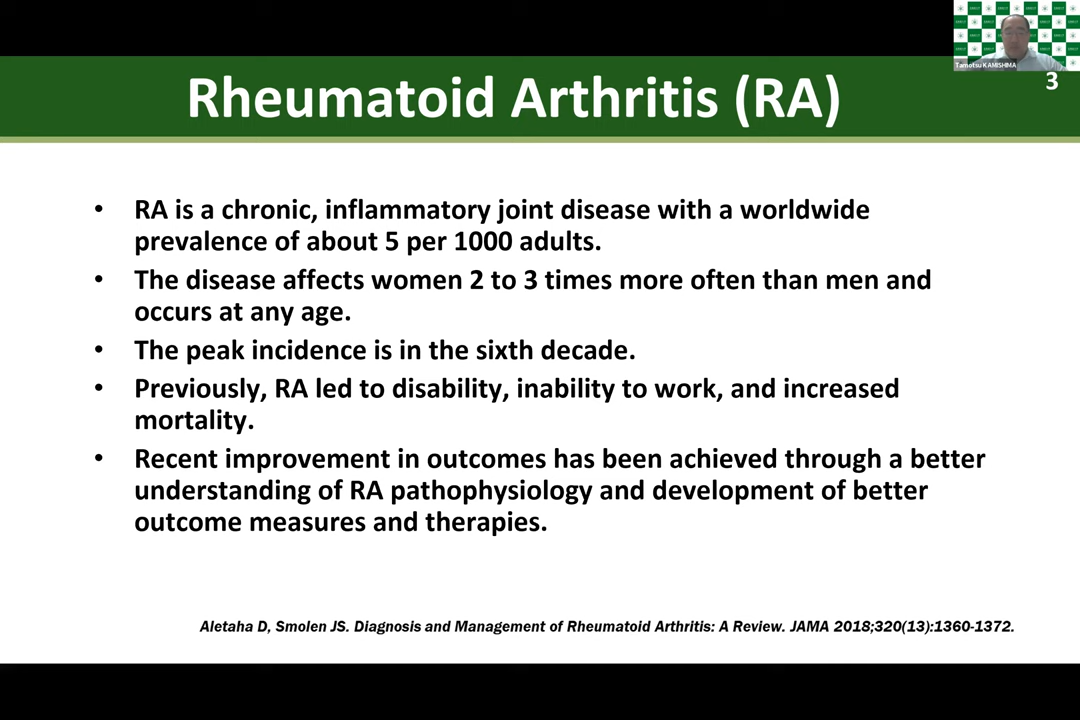 Tamotsu KAMISHIMA
3
Rheumatoid Arthritis (RA)
• RA is a chronic, inflammatory joint disease with a worldwide
prevalence of about 5 per 1000 adults.
• The disease affects women 2 to 3 times more often than men and
occurs at any age.
• The peak incidence is in the sixth decade.
• Previously, RA led to disability, inability to work, and increased
mortality.
• Recent improvement in outcomes has been achieved through a better
understanding of RA pathophysiology and development of better
outcome measures and therapies.
Aletaha D, Smolen JS. Diagnosis and Management of Rheumatoid Arthritis: A Review. JAMA 2018;320(13):1360-1372.